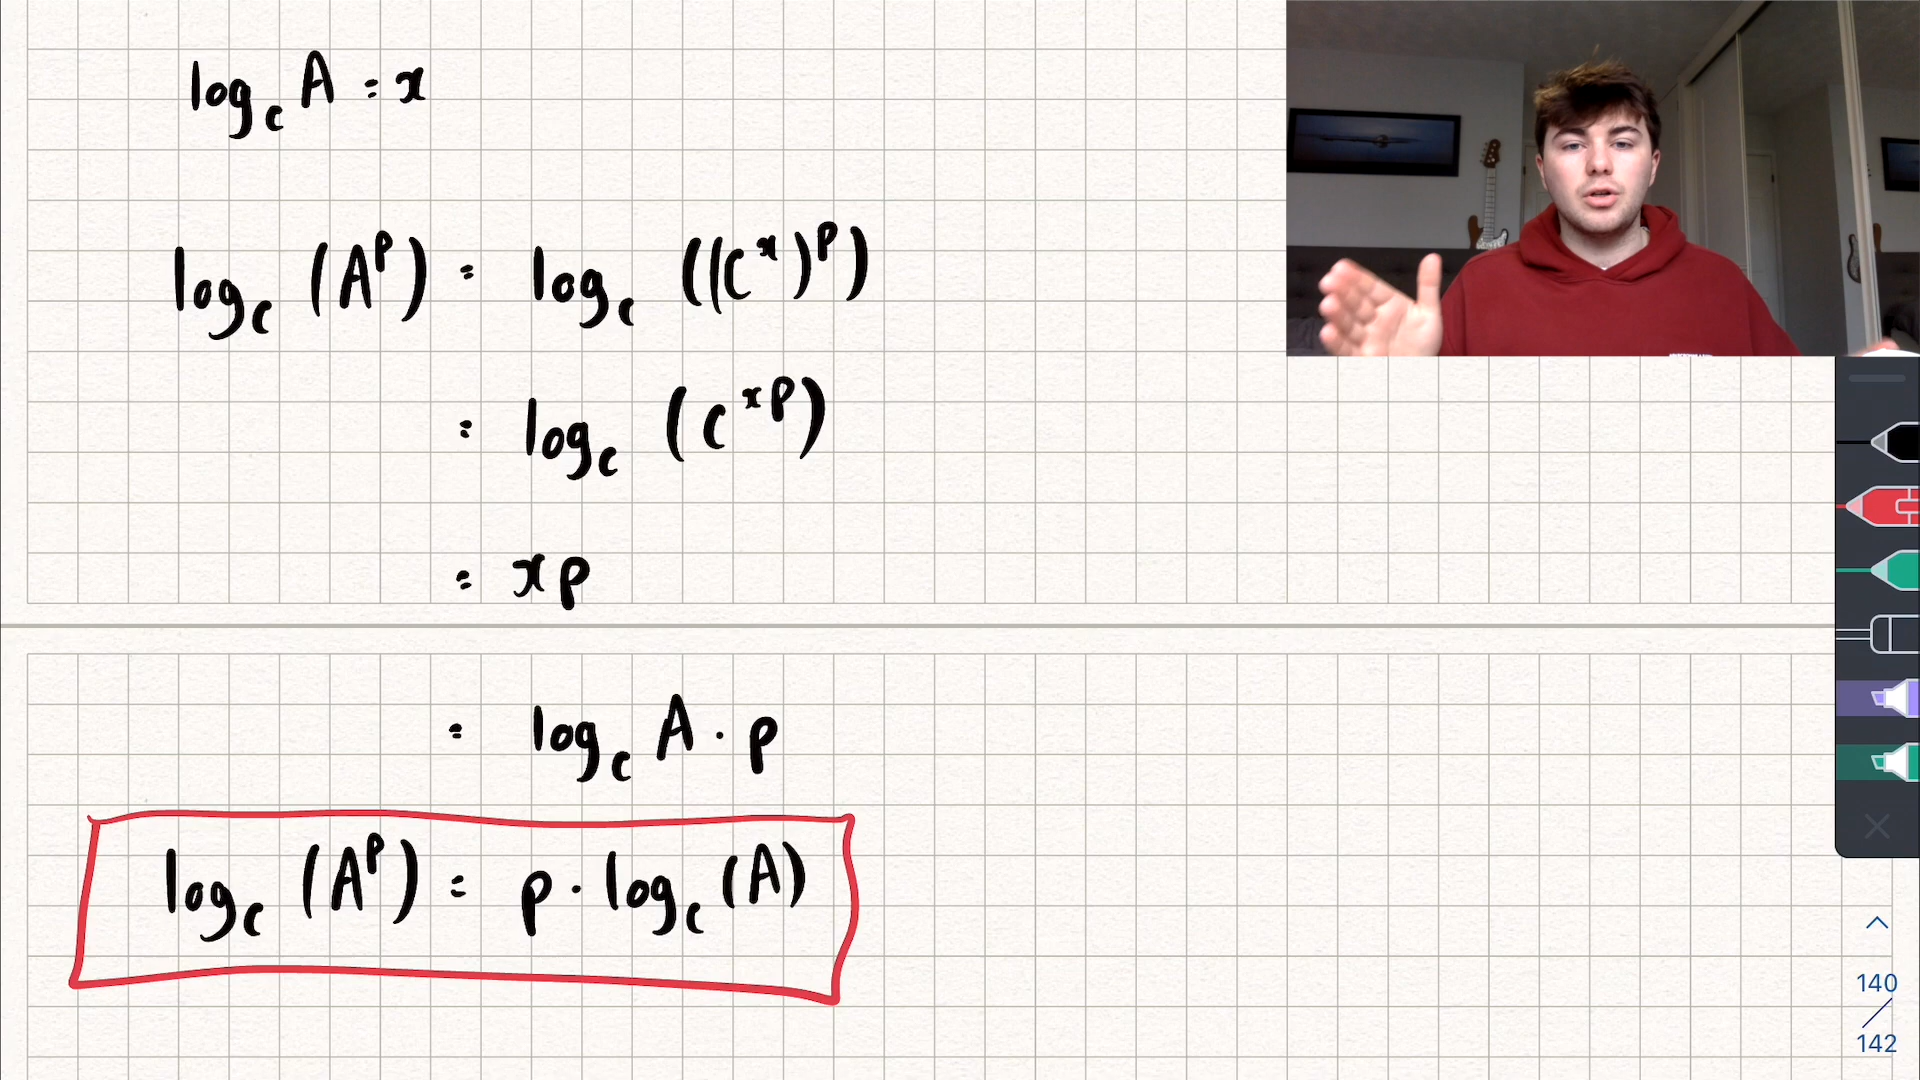 log_c A = x
log_c (A^p) = log_c ((c^x)^p)
= log_c (c^xp)
= xp
= log_c A · p
log_c (A^p) = p · log_c (A)
140
/
142